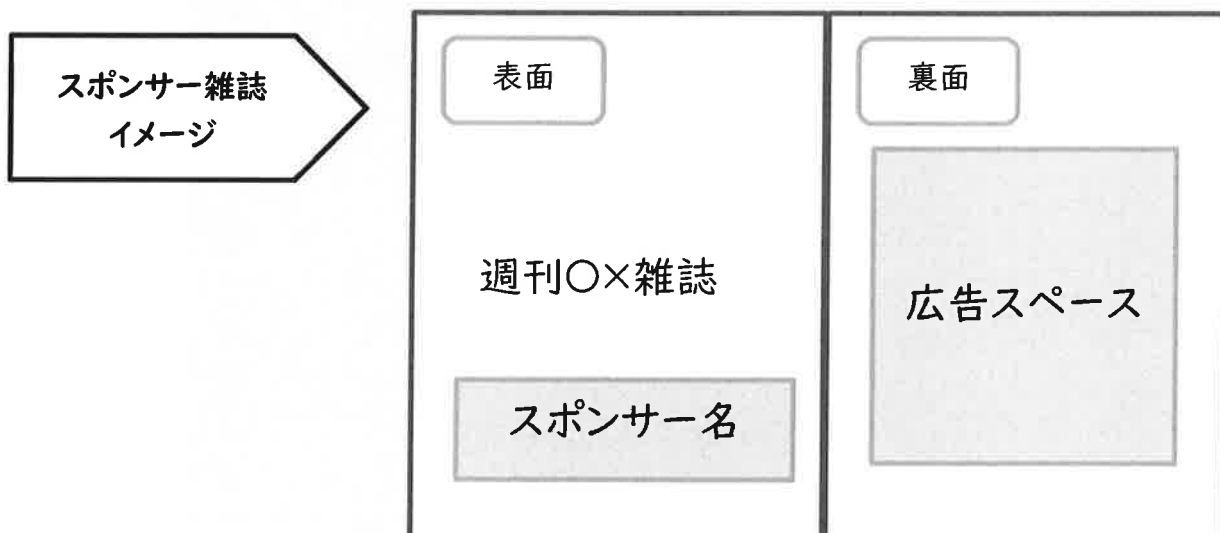 スポンサー雑誌
イメージ
表面
週刊○×雑誌
スポンサー名
裏面
広告スペース